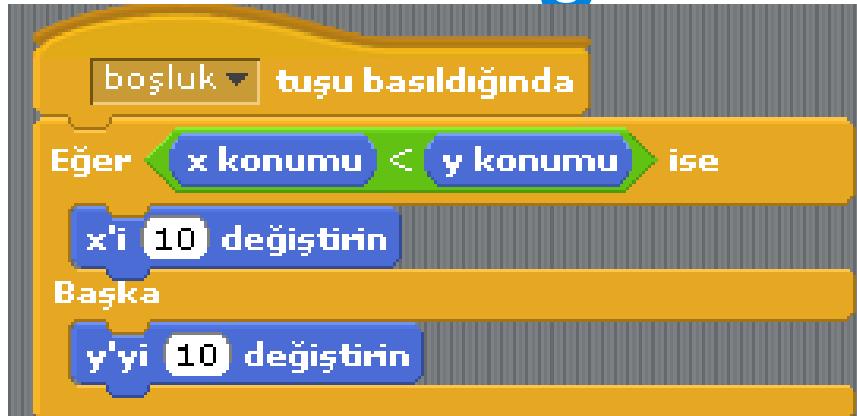 boşluk tuşu basıldığında
Eğer x konumu < y konumu ise
x'i 10 değiştirin
Başka
y'yi 10 değiştirin